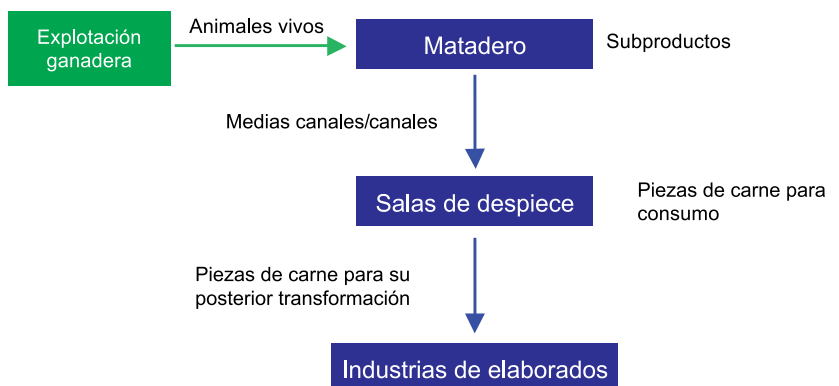 Explotación
ganadera
Animales vivos
Matadero
Subproductos
Medias canales/canales
Salas de despiece
Piezas de carne para
consumo
Piezas de carne para su
posterior transformación
Industrias de elaborados